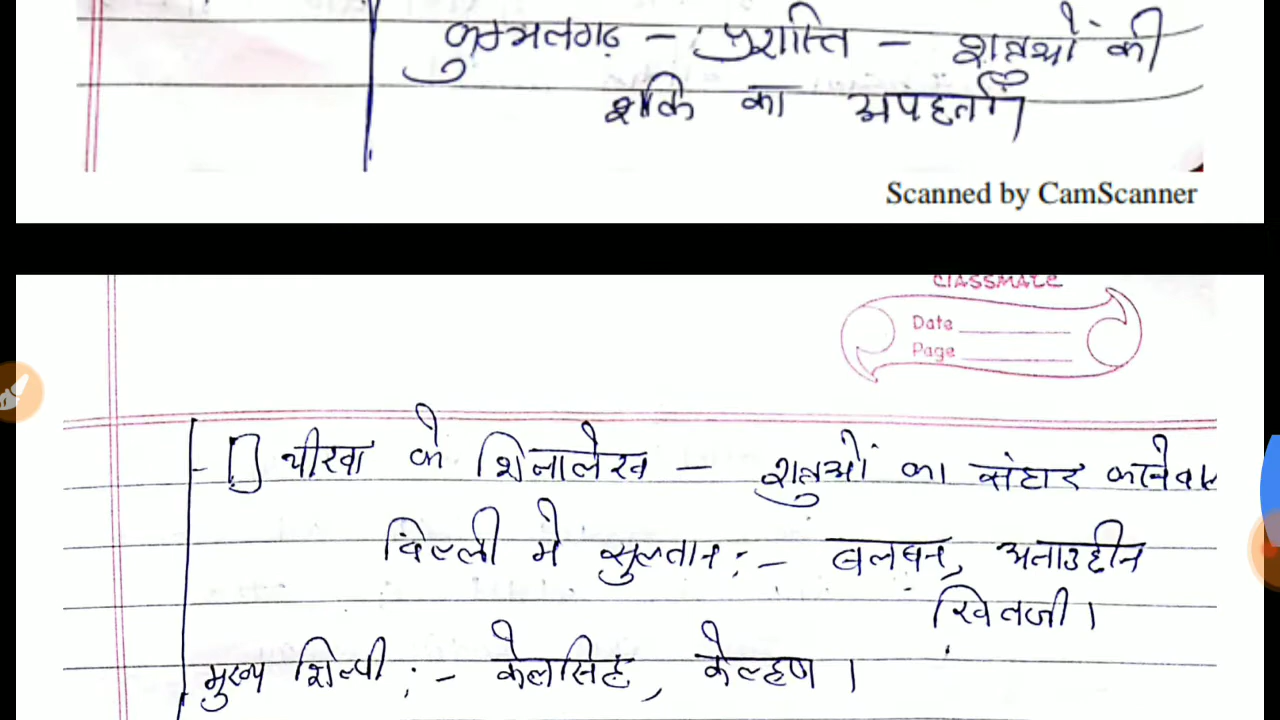 कुम्भलगढ़ - प्रशस्ति - शत्रुओं की
शक्ति का अपहर्ता।
Scanned by CamScanner
CLASSMATE
Date
Page
- चीरवा के शिलालेख - शत्रुओं का संहार करनेवाल
दिल्ली मे सुल्तान :- बलबन, अलाउद्दीन
खिलजी।
मुख्य शिल्पी :- केलसिंह, केल्हण।